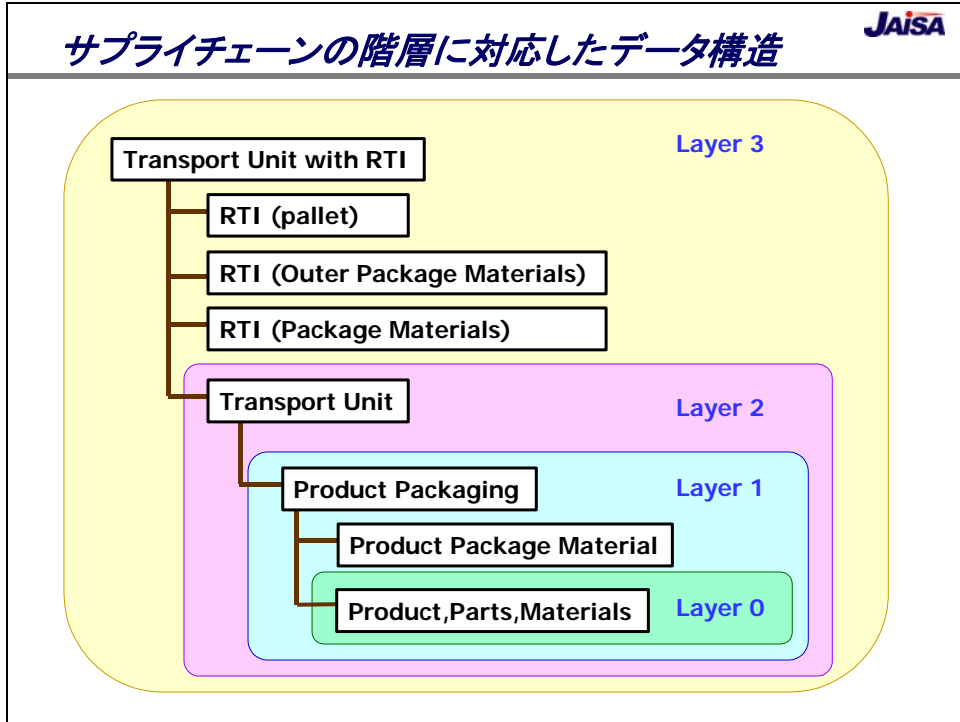 JAISA
サプライチェーンの階層に対応したデータ構造
Layer 3
Transport Unit with RTI
RTI (pallet)
RTI (Outer Package Materials)
RTI (Package Materials)
Transport Unit
Layer 2
Product Packaging
Layer 1
Product Package Material
Product,Parts,Materials
Layer 0